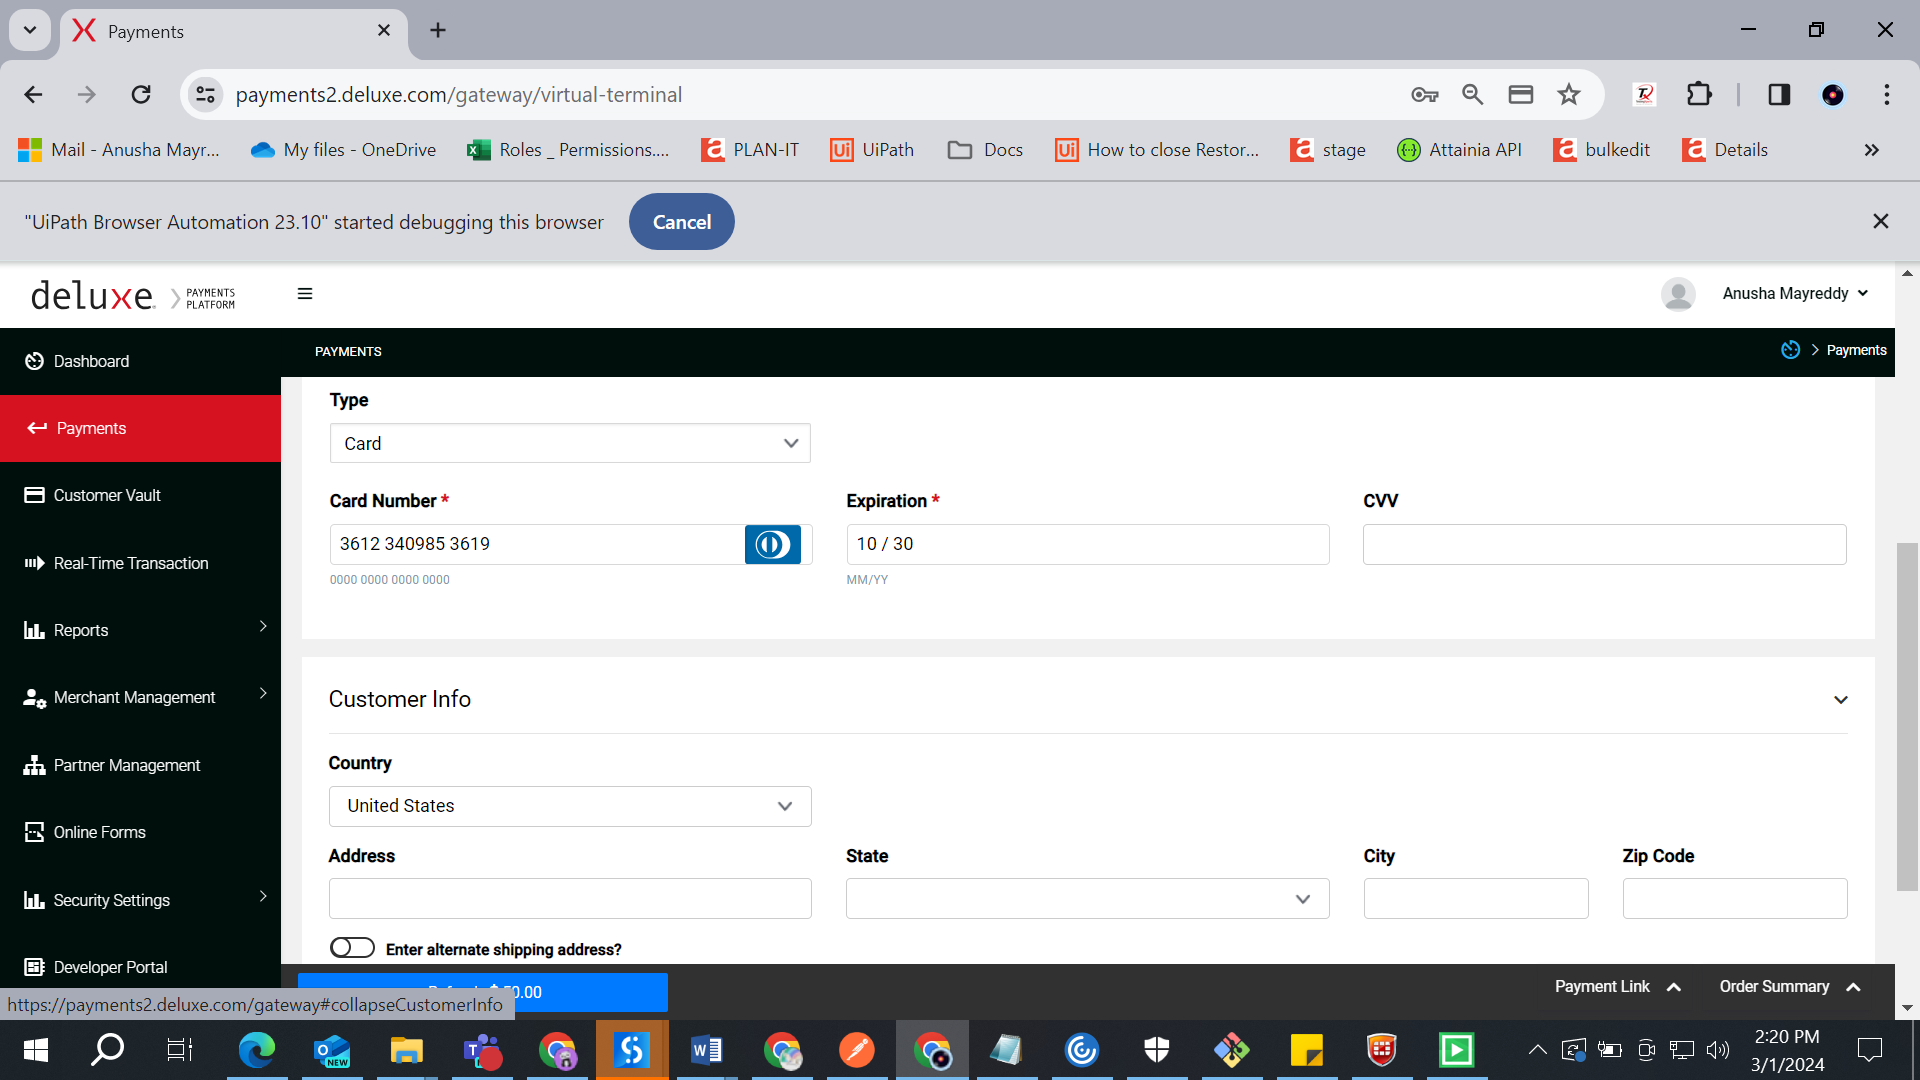 Payments
payments2.deluxe.com/gateway/virtual-terminal
Mail - Anusha Mayr... My files - OneDrive Roles _ Permissions.... PLAN-IT UiPath Docs How to close Restor... stage Attainia API bulkedit Details
"UiPath Browser Automation 23.10" started debugging this browser Cancel
deluxe. PAYMENTS PLATFORM
Anusha Mayreddy
PAYMENTS
Payments
Dashboard
Payments
Customer Vault
Real-Time Transaction
Reports
Merchant Management
Partner Management
Online Forms
Security Settings
Developer Portal
Type
Card
Card Number * Expiration * CVV
3612 340985 3619 10 / 30
0000 0000 0000 0000 MM/YY
Customer Info
Country
United States
Address State City Zip Code
Enter alternate shipping address?
Payment Link Order Summary
https://payments2.deluxe.com/gateway#collapseCustomerInfo
NEW
2:20 PM
3/1/2024